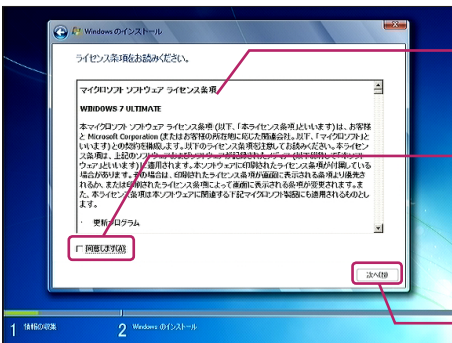 Windows のインストール
ライセンス条項をお読みください。
マイクロソフト ソフトウェア ライセンス条項
WINDOWS 7 ULTIMATE
本マイクロソフト ソフトウェア ライセンス条項 (以下、「本ライセンス条項」といいます) は、お客様
と Microsoft Corporation (またはお客様の所在地に応じた関連会社。以下、「マイクロソフト」と
いいます) との契約を構成します。以下のライセンス条項を注意してお読みください。本ライセン
ス条項は、上記のソフトウェアおよびソフトウェアが記録されたメディア (以下総称して「本ソフト
ウェア」といいます) に適用されます。本ソフトウェアに印刷されたライセンス条項が付属している
場合があります。その場合は、印刷されたライセンス条項が画面に表示される条項より優先さ
れるか、または印刷されたライセンス条項によって画面に表示される条項が変更されます。ま
た、本ライセンス条項は本ソフトウェアに関連する下記マイクロソフト製品にも適用されるものとし
ます。
· 更新プログラム
同意します(A)
次へ(N)
1 情報の収集
2 Windows のインストール